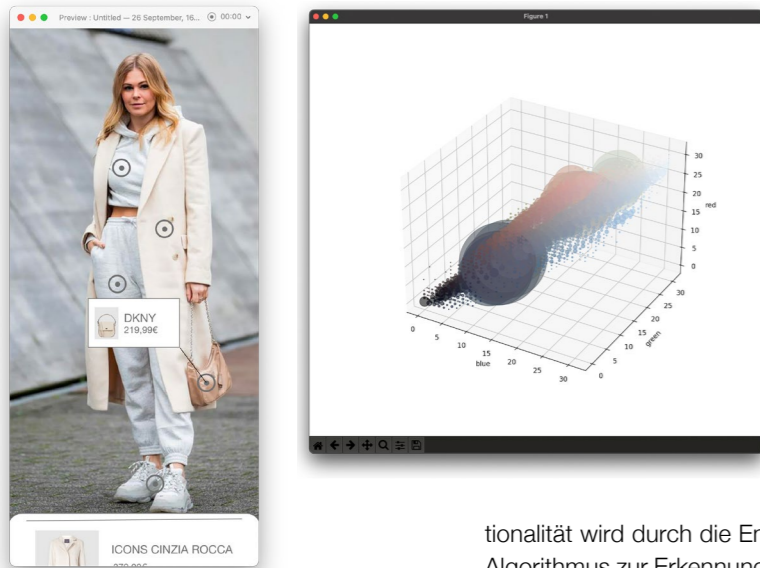 Preview : Untitled — 26 September, 16... 00:00
DKNY
219,99€
ICONS CINZIA ROCCA
Figure 1
30
25
20
15
10
5
0
red
0
5
10
15
20
25
30
blue
0
5
10
15
20
25
30
green
tionalität wird durch die
Algorithmus zur Erkennung